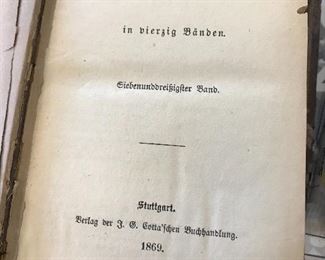 in vierzig Bänden.
Siebenunddreißigster Band.
Stuttgart.
Verlag der J. G. Cotta'schen Buchhandlung.
1869.